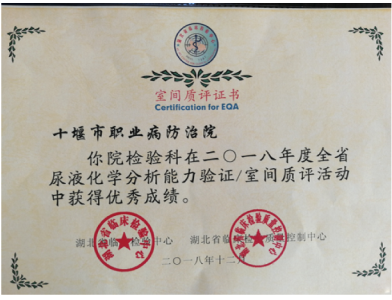 室间质评证书
Certification for EQA
十堰市职业病防治院
你院检验科在二〇一八年度全省
尿液化学分析能力验证/室间质评活动
中获得优秀成绩。
湖北省临床检验中心 湖北省临床检验质量控制中心
二〇一八年十二月